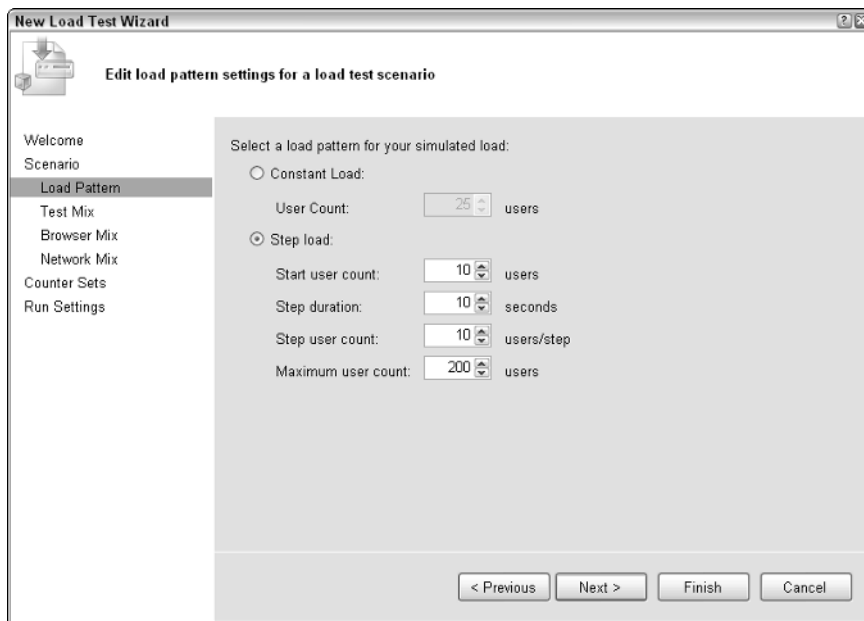 New Load Test Wizard
Edit load pattern settings for a load test scenario
Welcome
Scenario
Load Pattern
Test Mix
Browser Mix
Network Mix
Counter Sets
Run Settings
Select a load pattern for your simulated load:
Constant Load:
User Count: 25 users
Step load:
Start user count: 10 users
Step duration: 10 seconds
Step user count: 10 users/step
Maximum user count: 200 users
< Previous Next > Finish Cancel